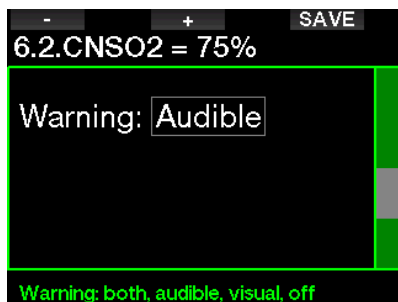 - + SAVE
6.2.CNSO2 = 75%
Warning: Audible
Warning: both, audible, visual, off